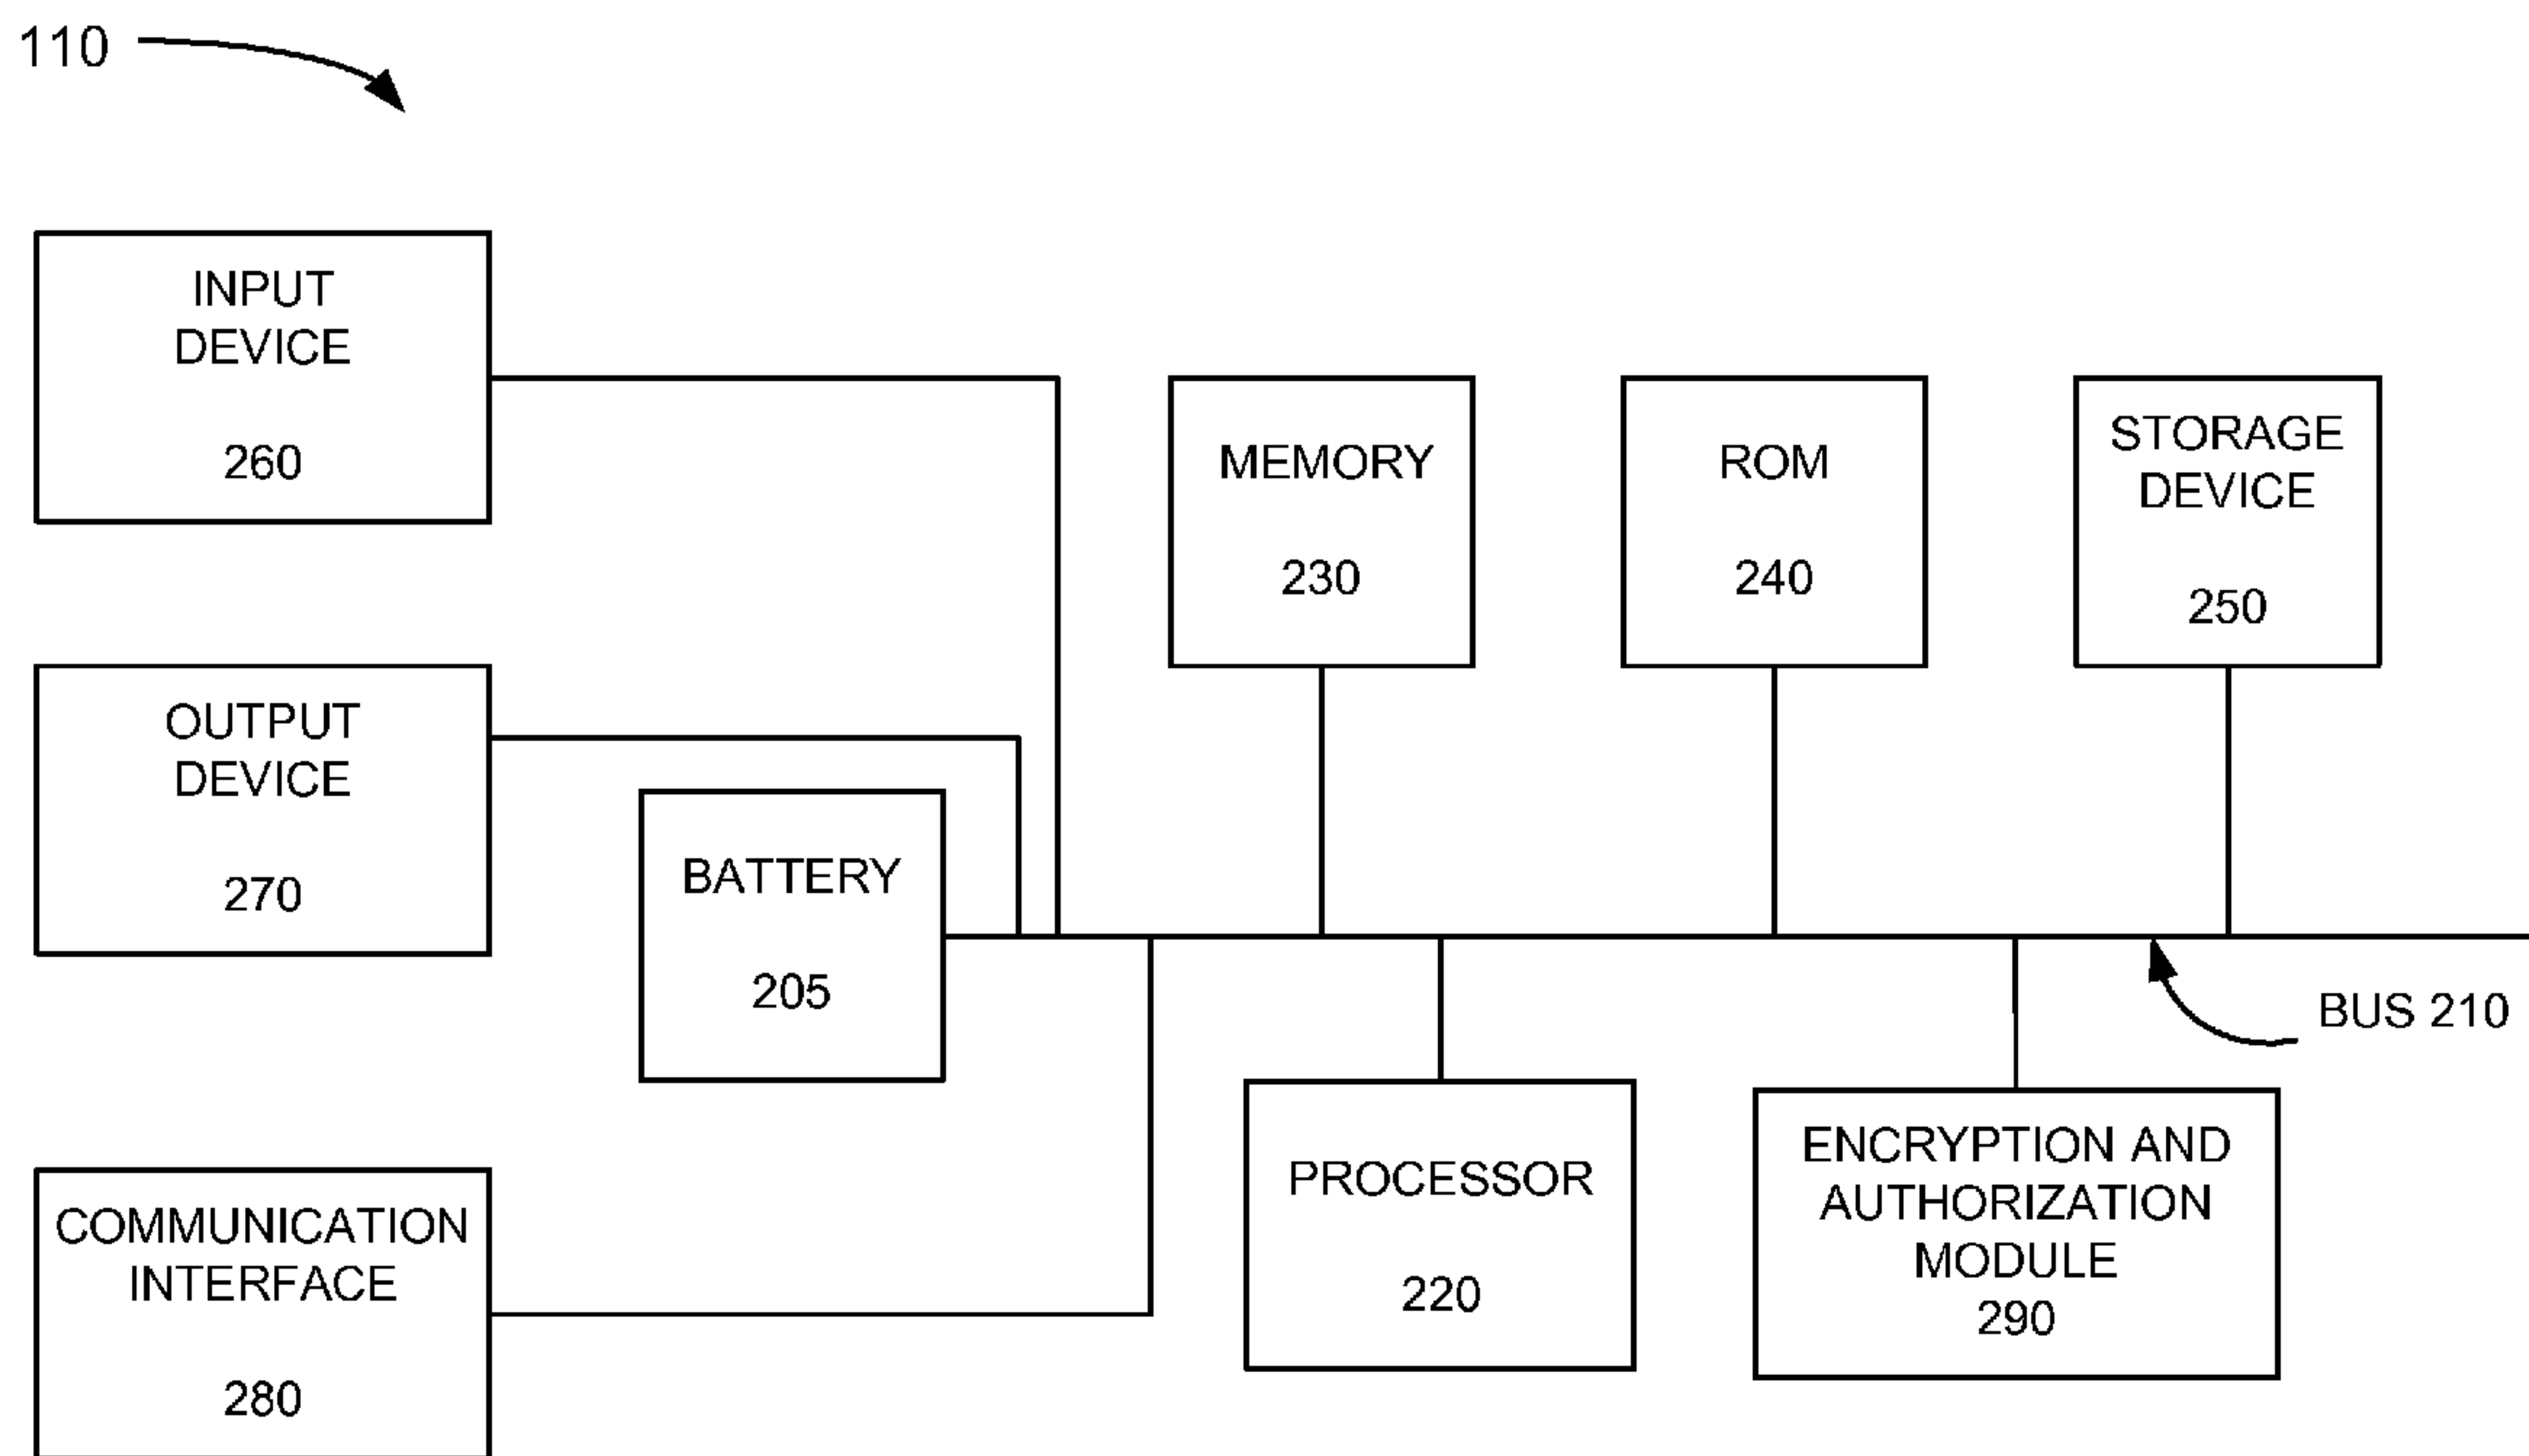 110
INPUT
DEVICE
260
MEMORY
230
ROM
240
STORAGE
DEVICE
250
OUTPUT
DEVICE
270
BATTERY
205
BUS 210
COMMUNICATION
INTERFACE
280
PROCESSOR
220
ENCRYPTION AND
AUTHORIZATION
MODULE
290